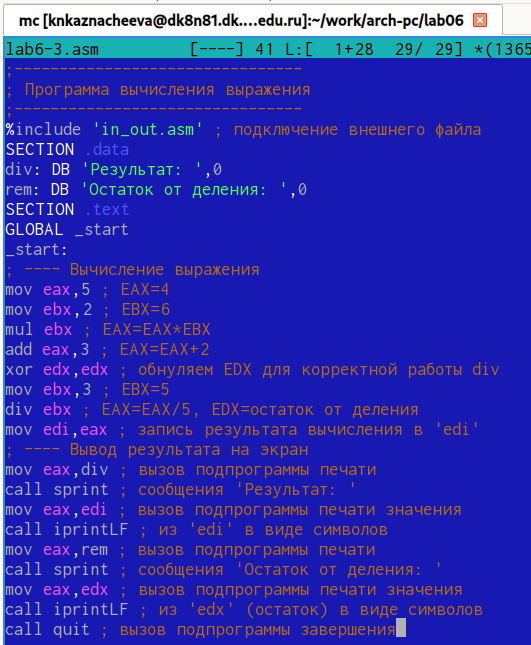 mc [knkaznacheeva@dk8n81.dk....edu.ru]:~/work/arch-pc/lab06
lab6-3.asm [----] 41 L:[ 1+28 29/ 29] *(1365
;--------------------------------
; Программа вычисления выражения
;--------------------------------
%include 'in_out.asm' ; подключение внешнего файла
SECTION .data
div: DB 'Результат: ',0
rem: DB 'Остаток от деления: ',0
SECTION .text
GLOBAL _start
_start:
; ---- Вычисление выражения
mov eax,5 ; EAX=4
mov ebx,2 ; EBX=6
mul ebx ; EAX=EAX*EBX
add eax,3 ; EAX=EAX+2
xor edx,edx ; обнуляем EDX для корректной работы div
mov ebx,3 ; EBX=5
div ebx ; EAX=EAX/5, EDX=остаток от деления
mov edi,eax ; запись результата вычисления в 'edi'
; ---- Вывод результата на экран
mov eax,div ; вызов подпрограммы печати
call sprint ; сообщения 'Результат: '
mov eax,edi ; вызов подпрограммы печати значения
call iprintLF ; из 'edi' в виде символов
mov eax,rem ; вызов подпрограммы печати
call sprint ; сообщения 'Остаток от деления: '
mov eax,edx ; вызов подпрограммы печати значения
call iprintLF ; из 'edx' (остаток) в виде символов
call quit ; вызов подпрограммы завершения